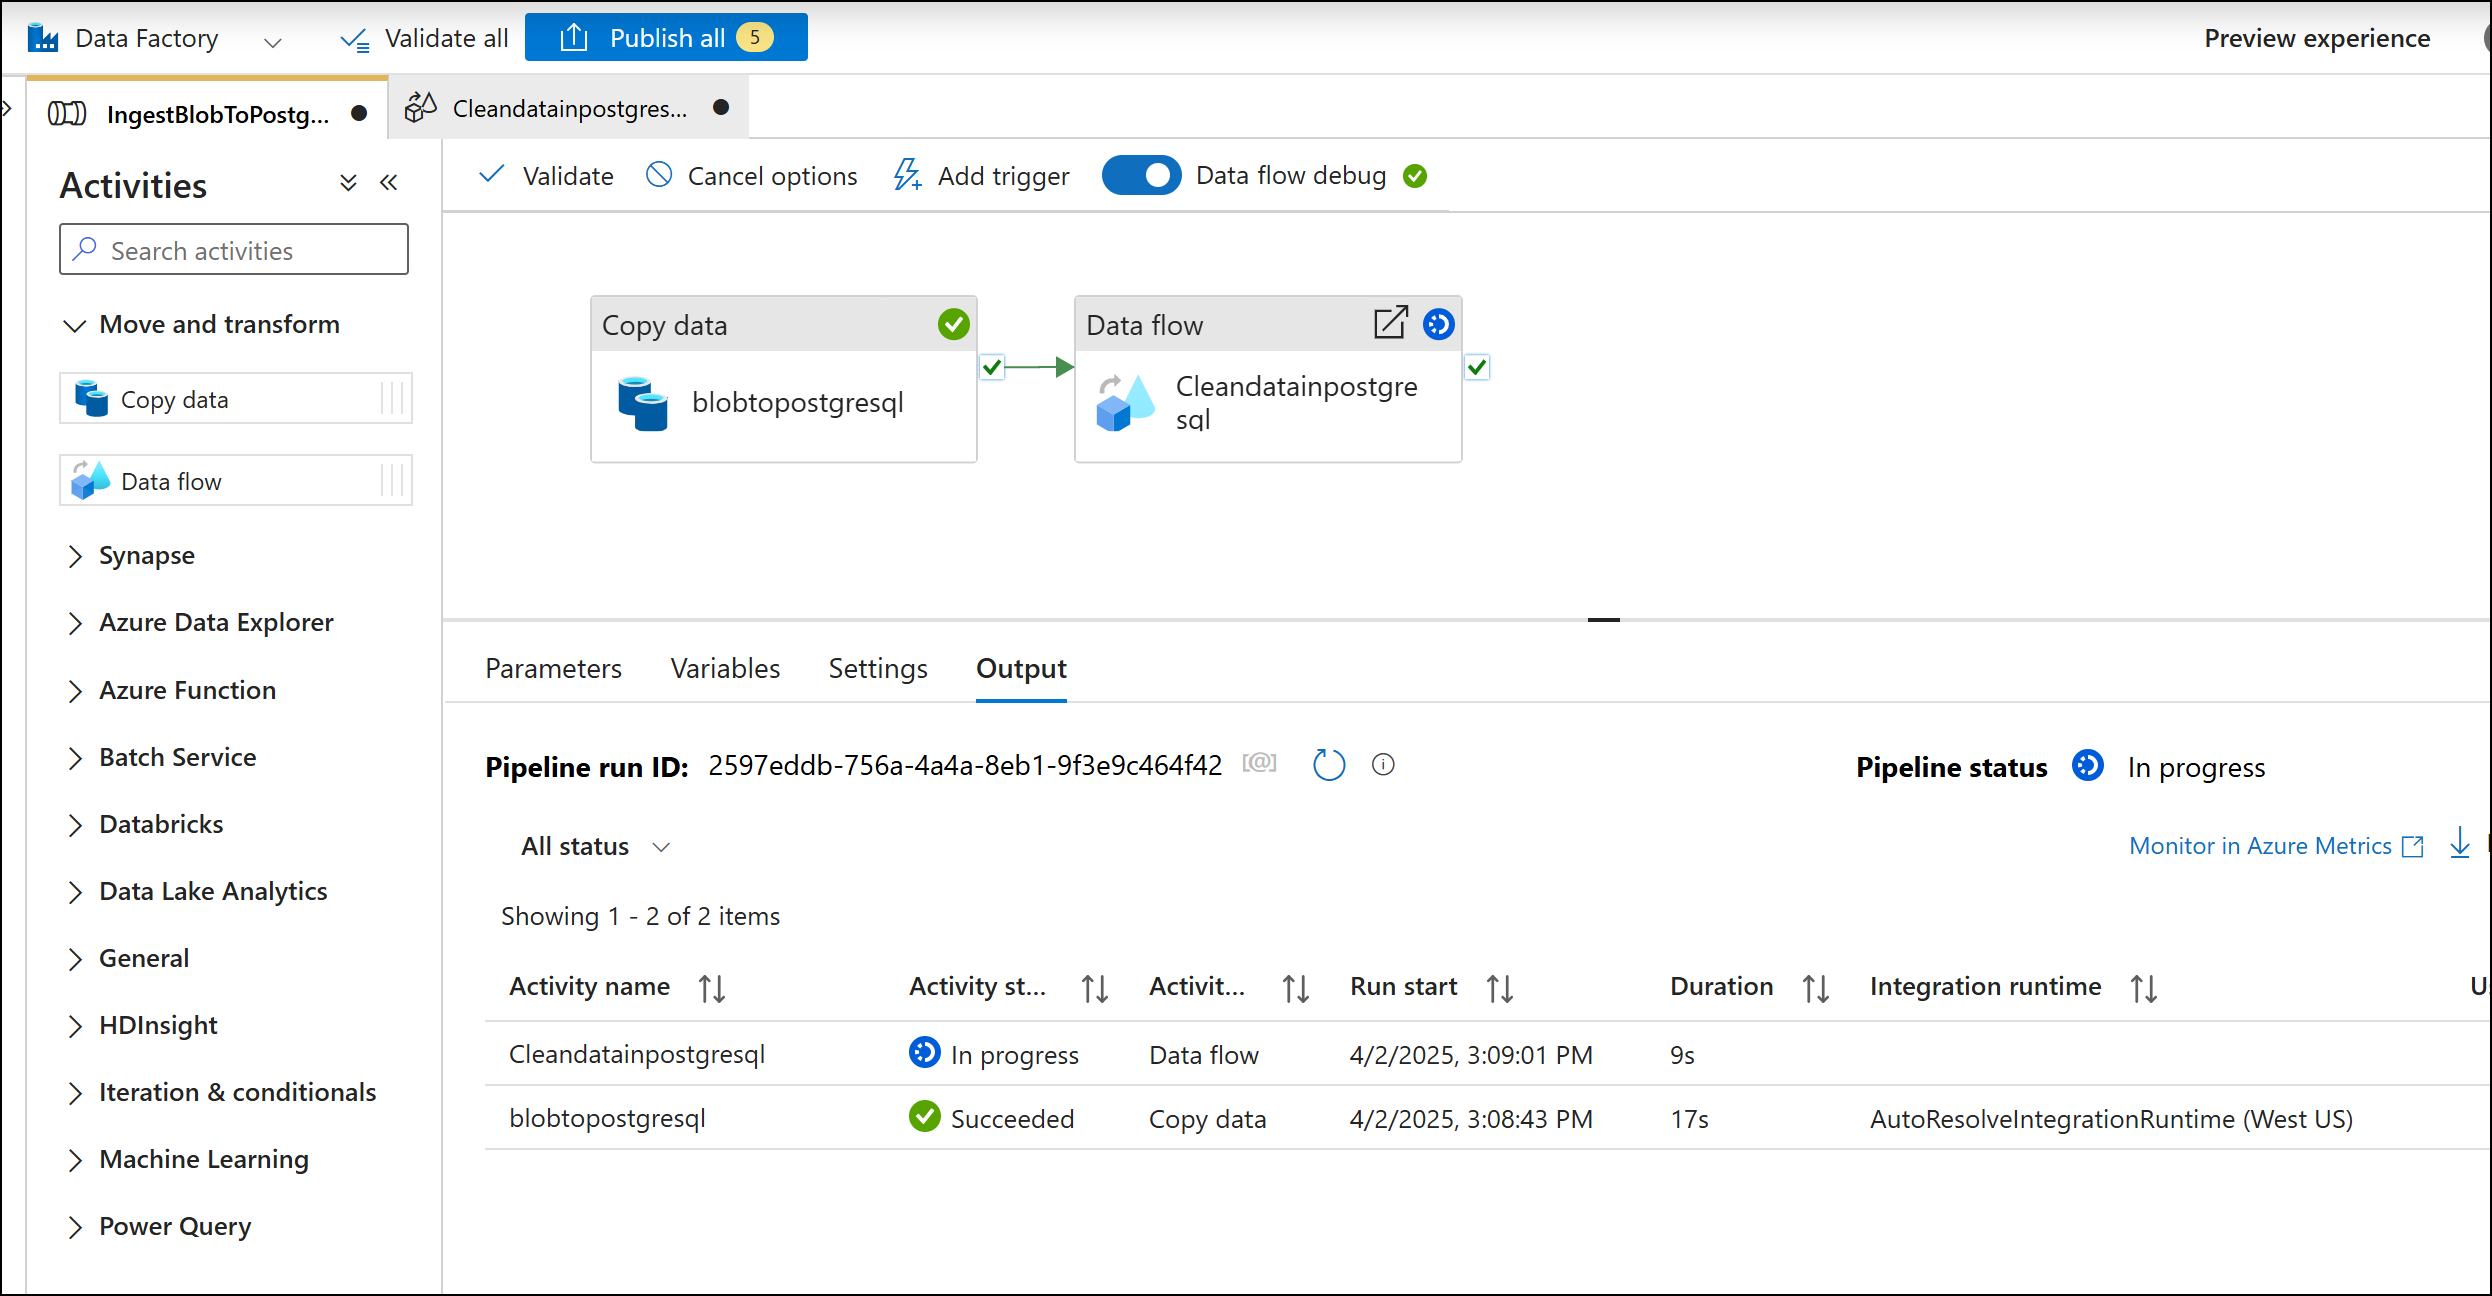 Data Factory Validate all Publish all 5 Preview experience
IngestBlobToPostg... Cleandatainpostgres...
Activities
Search activities
Move and transform
Copy data
Data flow
Synapse
Azure Data Explorer
Azure Function
Batch Service
Databricks
Data Lake Analytics
General
HDInsight
Iteration & conditionals
Machine Learning
Power Query
Validate Cancel options Add trigger Data flow debug
Copy data
blobtopostgresql
Data flow
Cleandatainpostgre
sql
Parameters Variables Settings Output
Pipeline run ID: 2597eddb-756a-4a4a-8eb1-9f3e9c464f42 [@] Pipeline status In progress
All status Monitor in Azure Metrics
Showing 1 - 2 of 2 items
Activity name Activity st... Activit... Run start Duration Integration runtime
Cleandatainpostgresql In progress Data flow 4/2/2025, 3:09:01 PM 9s
blobtopostgresql Succeeded Copy data 4/2/2025, 3:08:43 PM 17s AutoResolveIntegrationRuntime (West US)